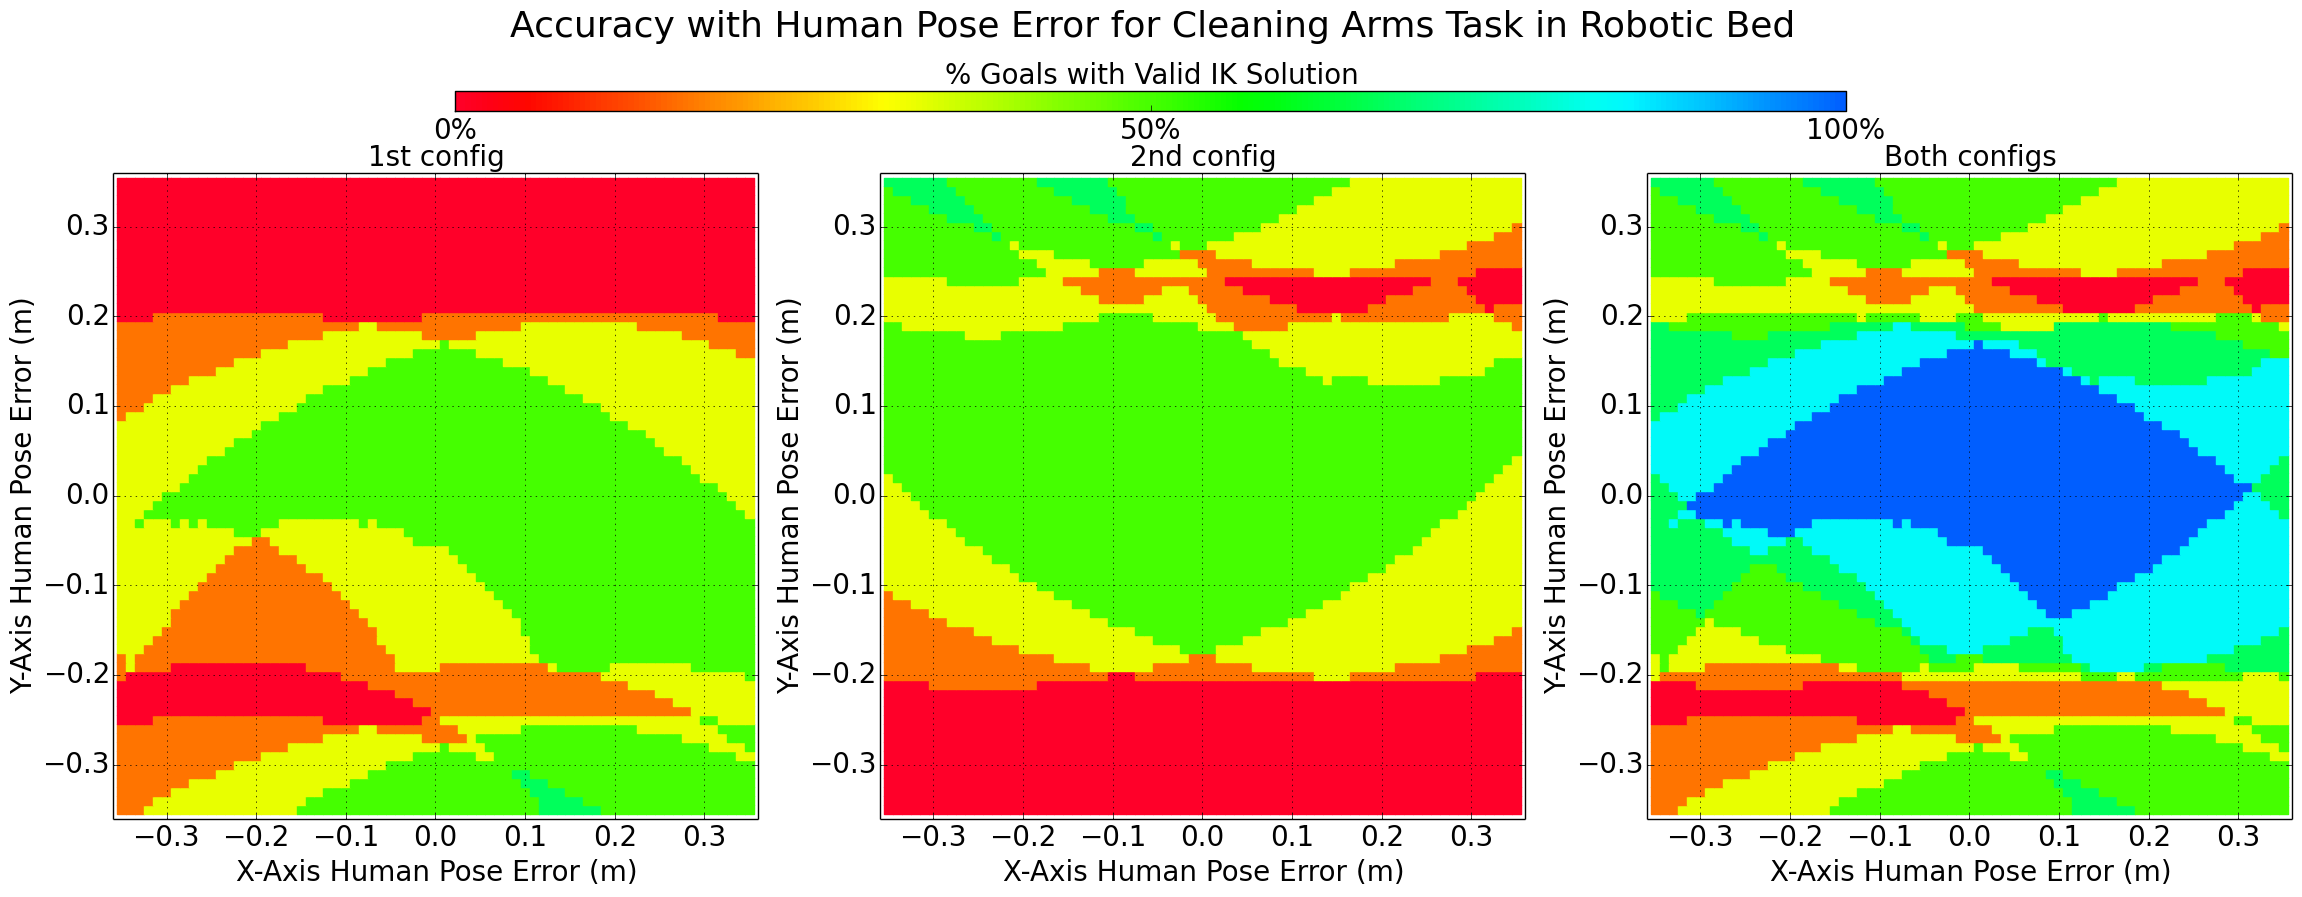 Accuracy with Human Pose Error for Cleaning Arms Task in Robotic Bed
% Goals with Valid IK Solution
0% 50% 100%
1st config 2nd config Both configs
Y-Axis Human Pose Error (m)
0.3
0.2
0.1
0.0
−0.1
−0.2
−0.3
−0.3 −0.2 −0.1 0.0 0.1 0.2 0.3
X-Axis Human Pose Error (m)
Y-Axis Human Pose Error (m)
0.3
0.2
0.1
0.0
−0.1
−0.2
−0.3
−0.3 −0.2 −0.1 0.0 0.1 0.2 0.3
X-Axis Human Pose Error (m)
Y-Axis Human Pose Error (m)
0.3
0.2
0.1
0.0
−0.1
−0.2
−0.3
−0.3 −0.2 −0.1 0.0 0.1 0.2 0.3
X-Axis Human Pose Error (m)